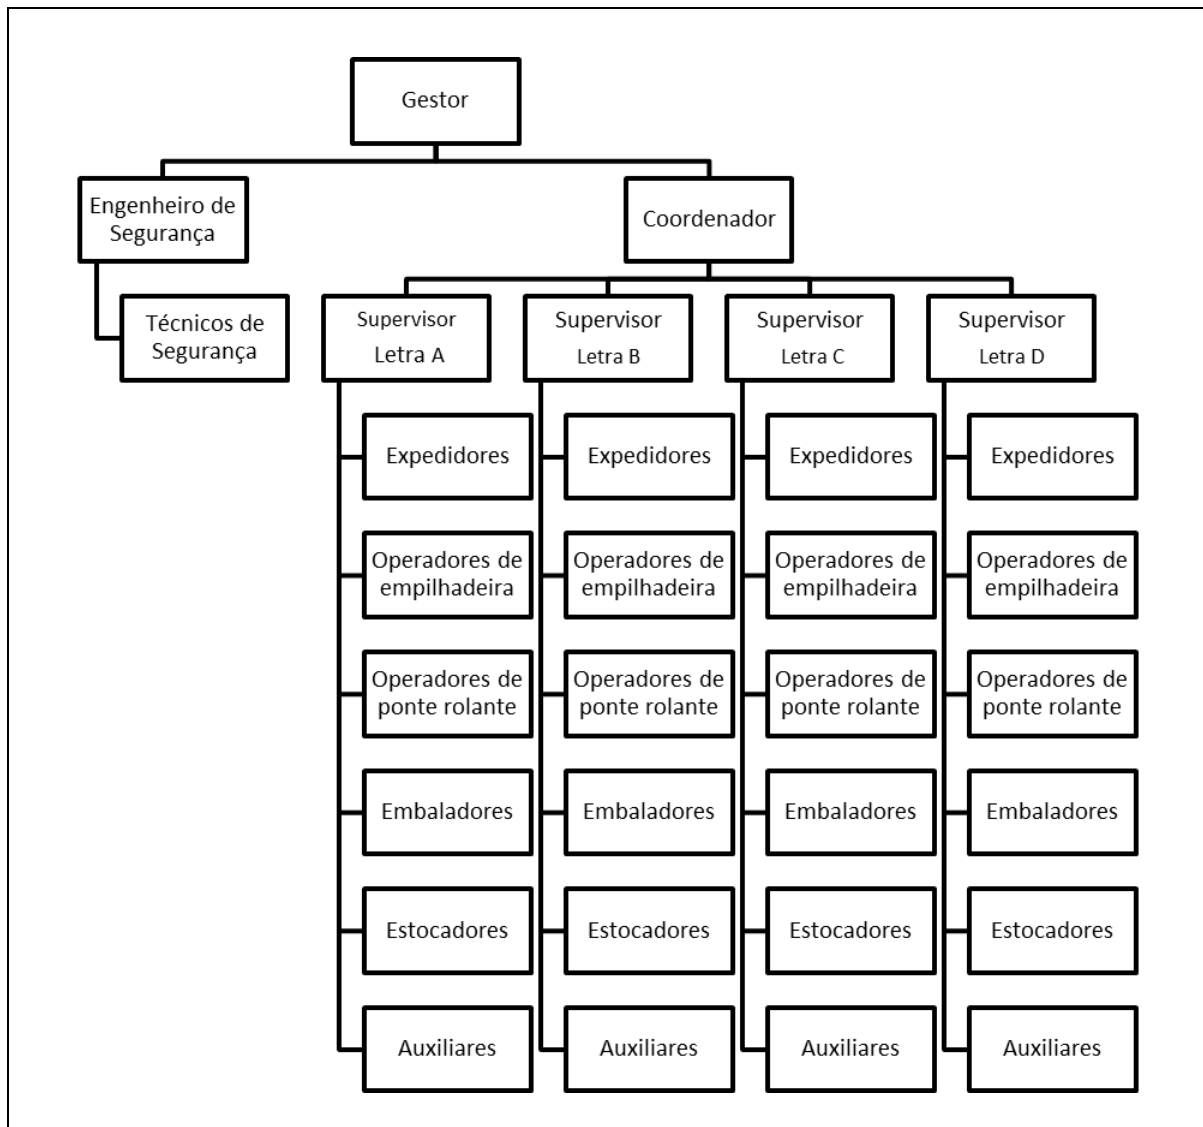 Gestor
Engenheiro de
Segurança
Coordenador
Técnicos de
Segurança
Supervisor
Letra A
Supervisor
Letra B
Supervisor
Letra C
Supervisor
Letra D
Expedidores
Expedidores
Expedidores
Expedidores
Operadores de
empilhadeira
Operadores de
empilhadeira
Operadores de
empilhadeira
Operadores de
empilhadeira
Operadores de
ponte rolante
Operadores de
ponte rolante
Operadores de
ponte rolante
Operadores de
ponte rolante
Embaladores
Embaladores
Embaladores
Embaladores
Estocadores
Estocadores
Estocadores
Estocadores
Auxiliares
Auxiliares
Auxiliares
Auxiliares